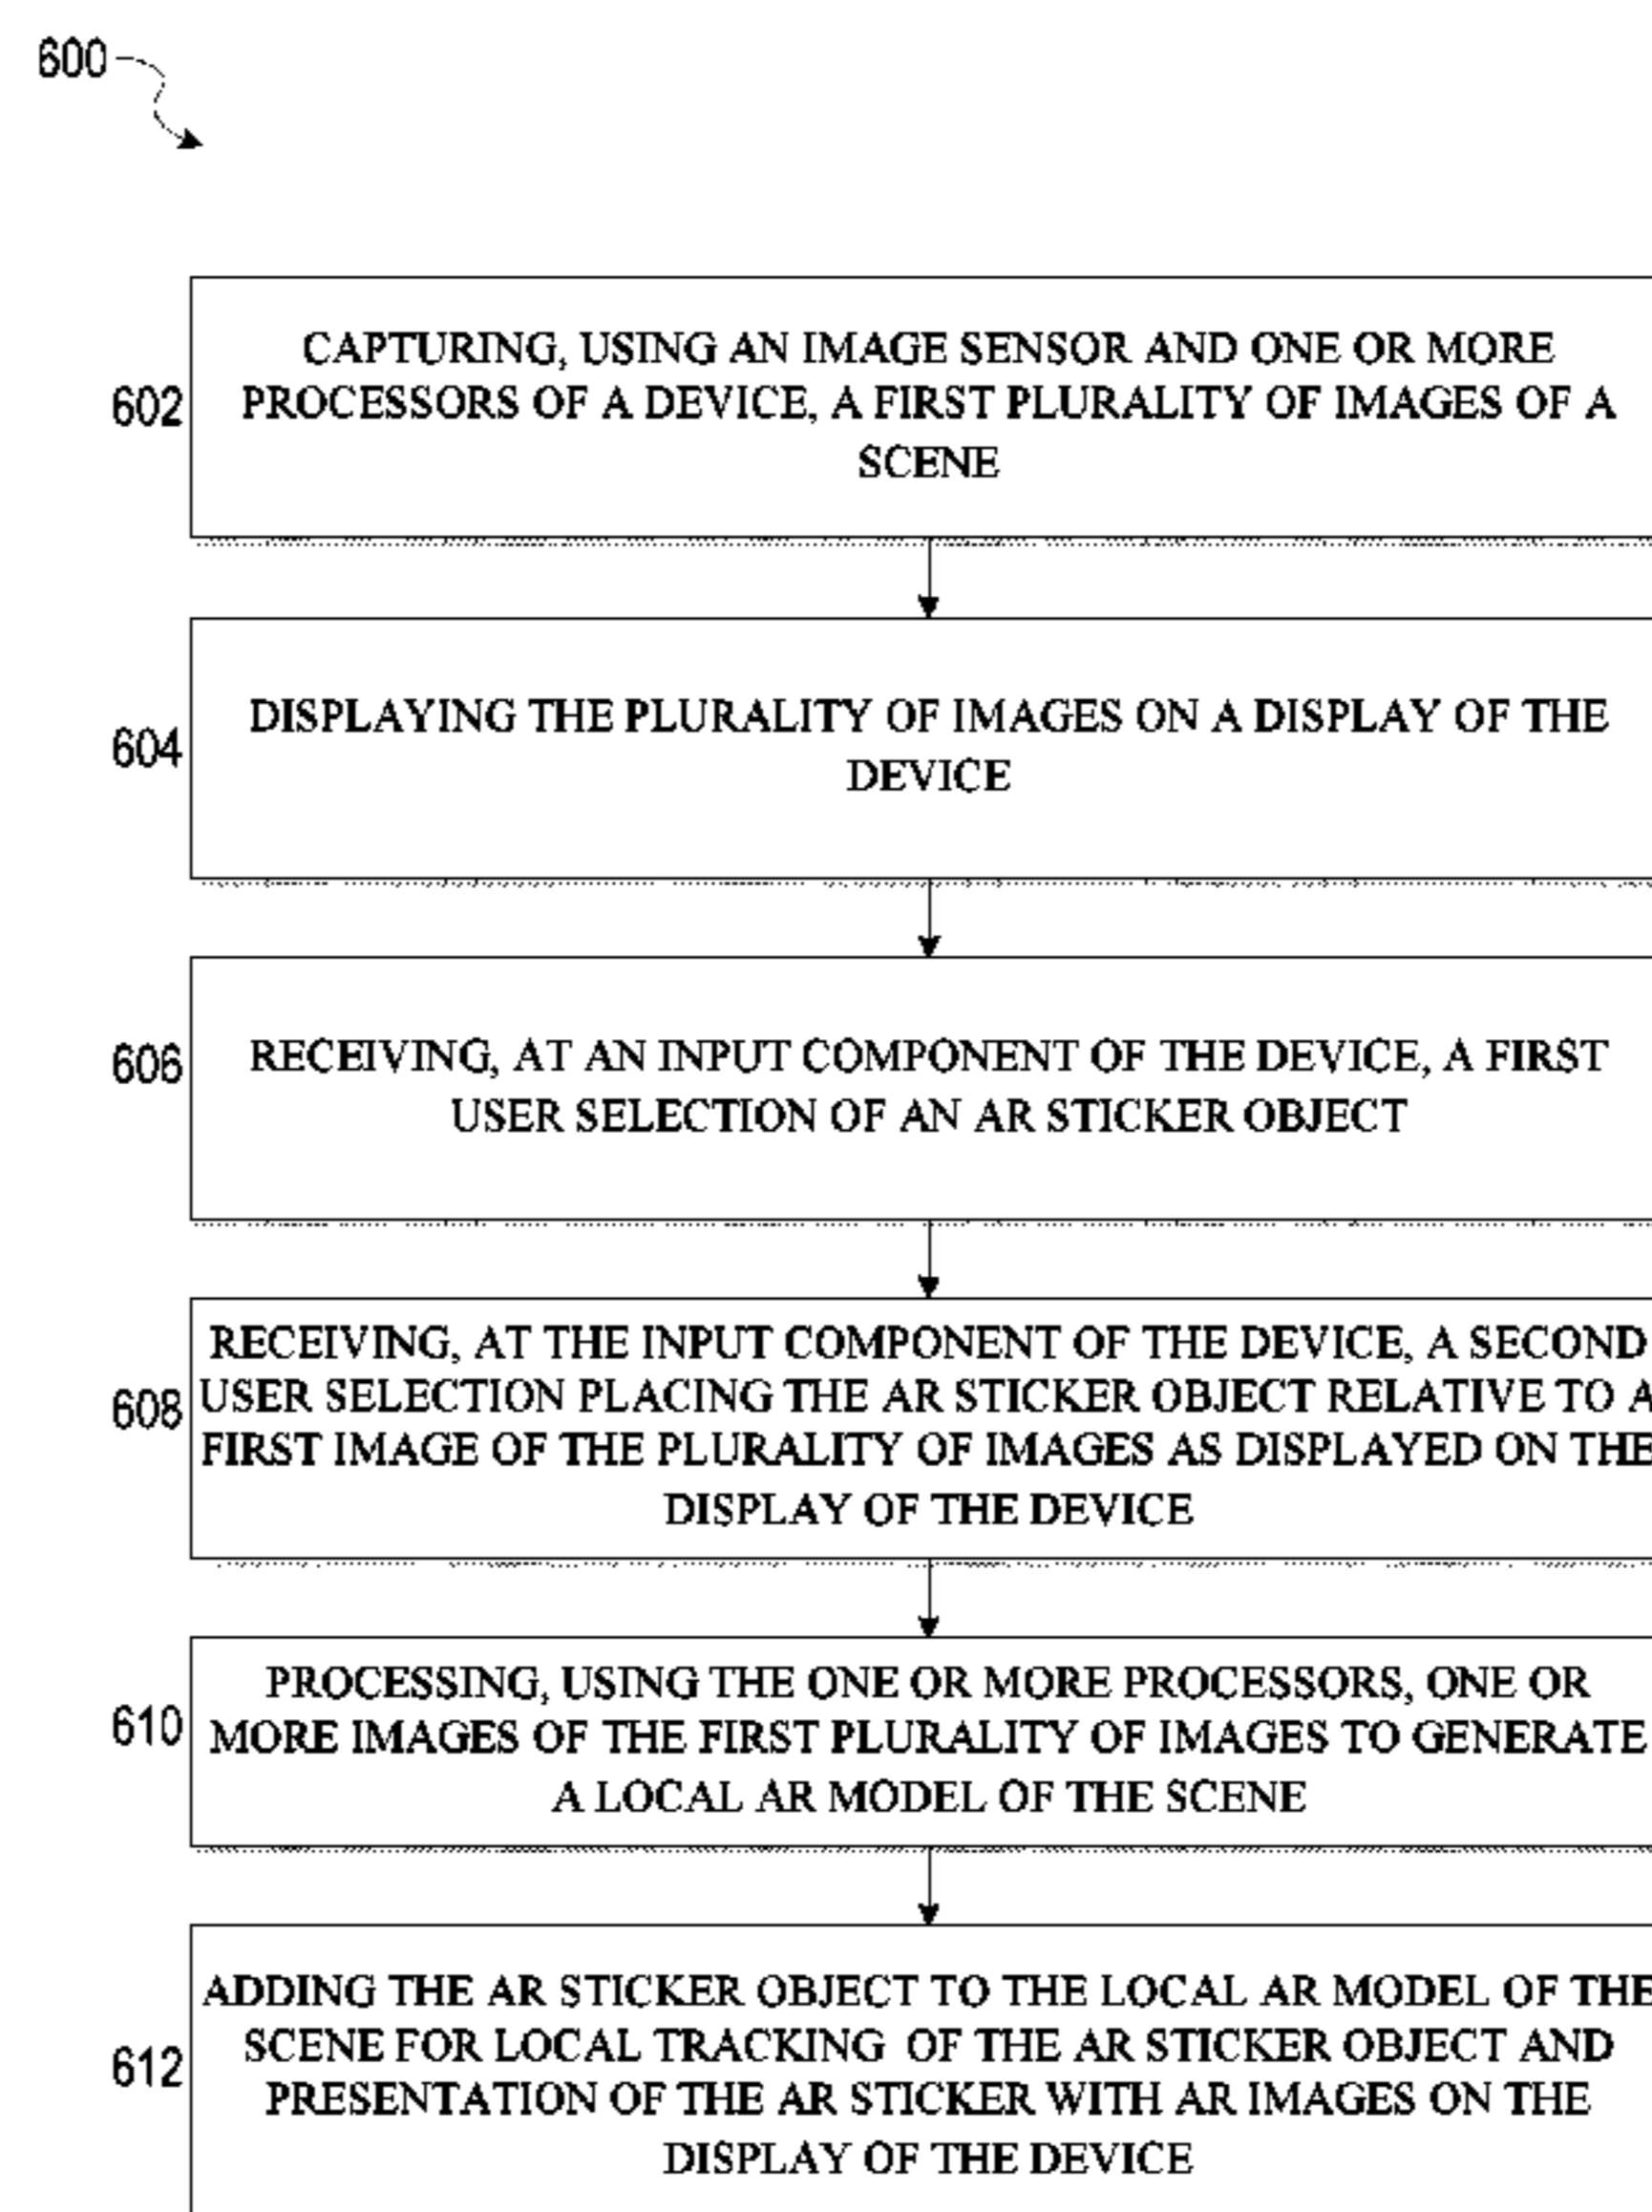 600
602
CAPTURING, USING AN IMAGE SENSOR AND ONE OR MORE
PROCESSORS OF A DEVICE, A FIRST PLURALITY OF IMAGES OF A
SCENE
604
DISPLAYING THE PLURALITY OF IMAGES ON A DISPLAY OF THE
DEVICE
606
RECEIVING, AT AN INPUT COMPONENT OF THE DEVICE, A FIRST
USER SELECTION OF AN AR STICKER OBJECT
608
RECEIVING, AT THE INPUT COMPONENT OF THE DEVICE, A SECOND
USER SELECTION PLACING THE AR STICKER OBJECT RELATIVE TO A
FIRST IMAGE OF THE PLURALITY OF IMAGES AS DISPLAYED ON THE
DISPLAY OF THE DEVICE
610
PROCESSING, USING THE ONE OR MORE PROCESSORS, ONE OR
MORE IMAGES OF THE FIRST PLURALITY OF IMAGES TO GENERATE
A LOCAL AR MODEL OF THE SCENE
612
ADDING THE AR STICKER OBJECT TO THE LOCAL AR MODEL OF THE
SCENE FOR LOCAL TRACKING OF THE AR STICKER OBJECT AND
PRESENTATION OF THE AR STICKER WITH AR IMAGES ON THE
DISPLAY OF THE DEVICE